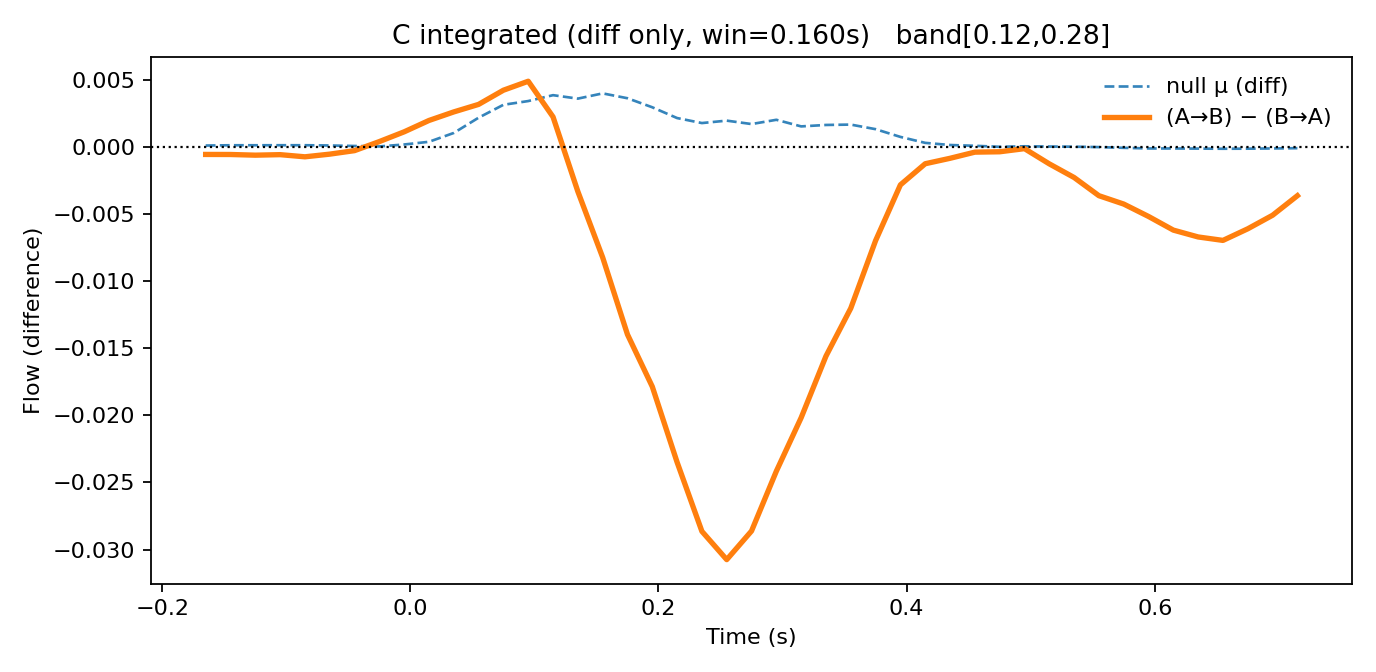 C integrated (diff only, win=0.160s)   band[0.12,0.28]
null μ (diff)
(A→B) − (B→A)
Flow (difference)
0.005
0.000
−0.005
−0.010
−0.015
−0.020
−0.025
−0.030
−0.2
0.0
0.2
0.4
0.6
Time (s)